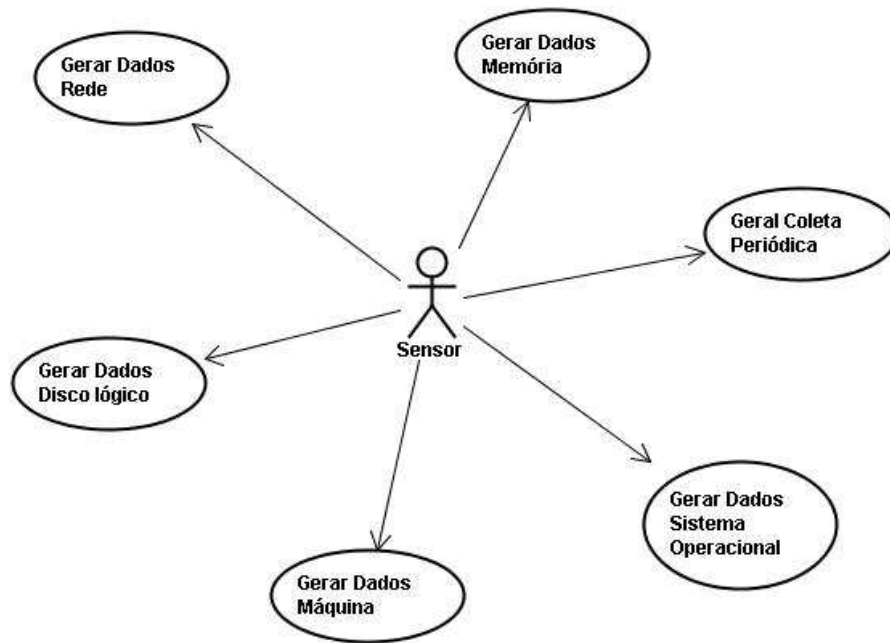 Gerar Dados
Rede
Gerar Dados
Memória
Geral Coleta
Periódica
Sensor
Gerar Dados
Disco lógico
Gerar Dados
Sistema
Operacional
Gerar Dados
Máquina